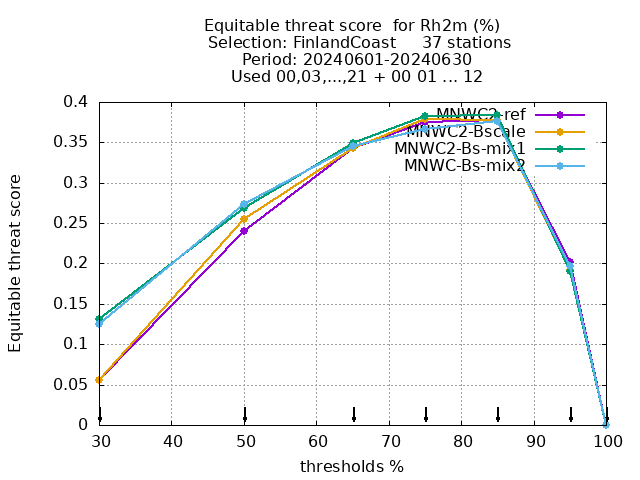 Equitable threat score  for Rh2m (%)
Selection: FinlandCoast     37 stations
Period: 20240601-20240630
Used 00,03,...,21 + 00 01 ... 12
MNWC2-ref
MNWC2-Bscale
MNWC2-Bs-mix1
MNWC-Bs-mix2
Equitable threat score
0.4
0.35
0.3
0.25
0.2
0.15
0.1
0.05
0
30 40 50 60 70 80 90 100
thresholds %